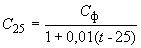 C₂₅ = Cф / 1 + 0,01(t - 25)